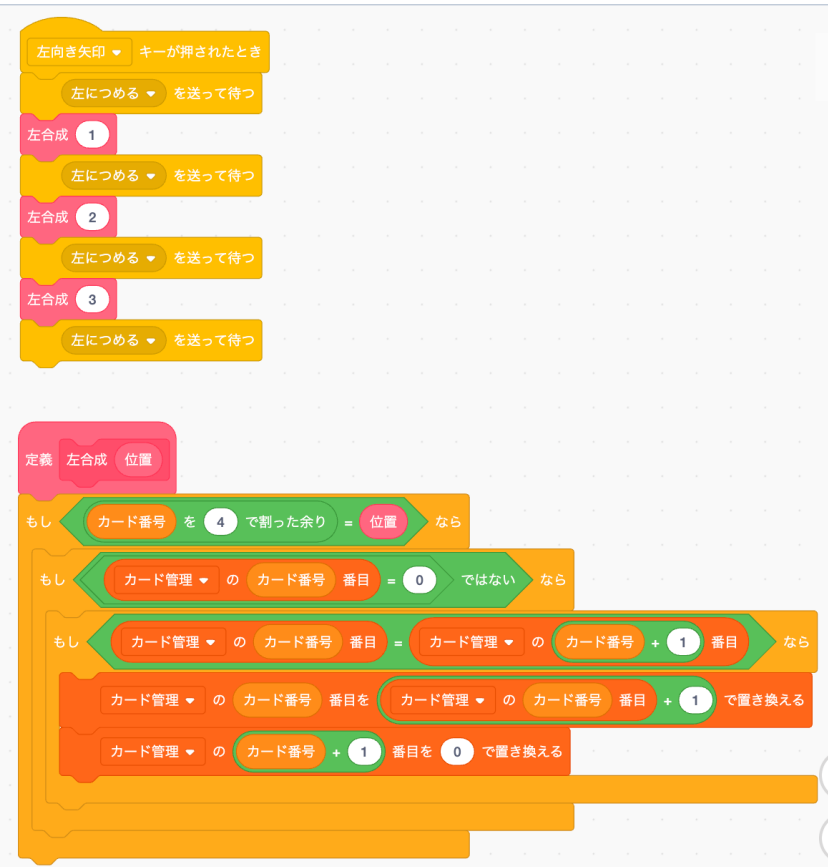 左向き矢印 キーが押されたとき
左につめる を送って待つ
左合成 1
左につめる を送って待つ
左合成 2
左につめる を送って待つ
左合成 3
左につめる を送って待つ
定義 左合成 位置
もし カード番号 を 4 で割った余り = 位置 なら
もし カード管理 の カード番号 番目 = 0 ではない なら
もし カード管理 の カード番号 番目 = カード管理 の カード番号 + 1 番目 なら
カード管理 の カード番号 番目を カード管理 の カード番号 番目 + 1 で置き換える
カード管理 の カード番号 + 1 番目を 0 で置き換える